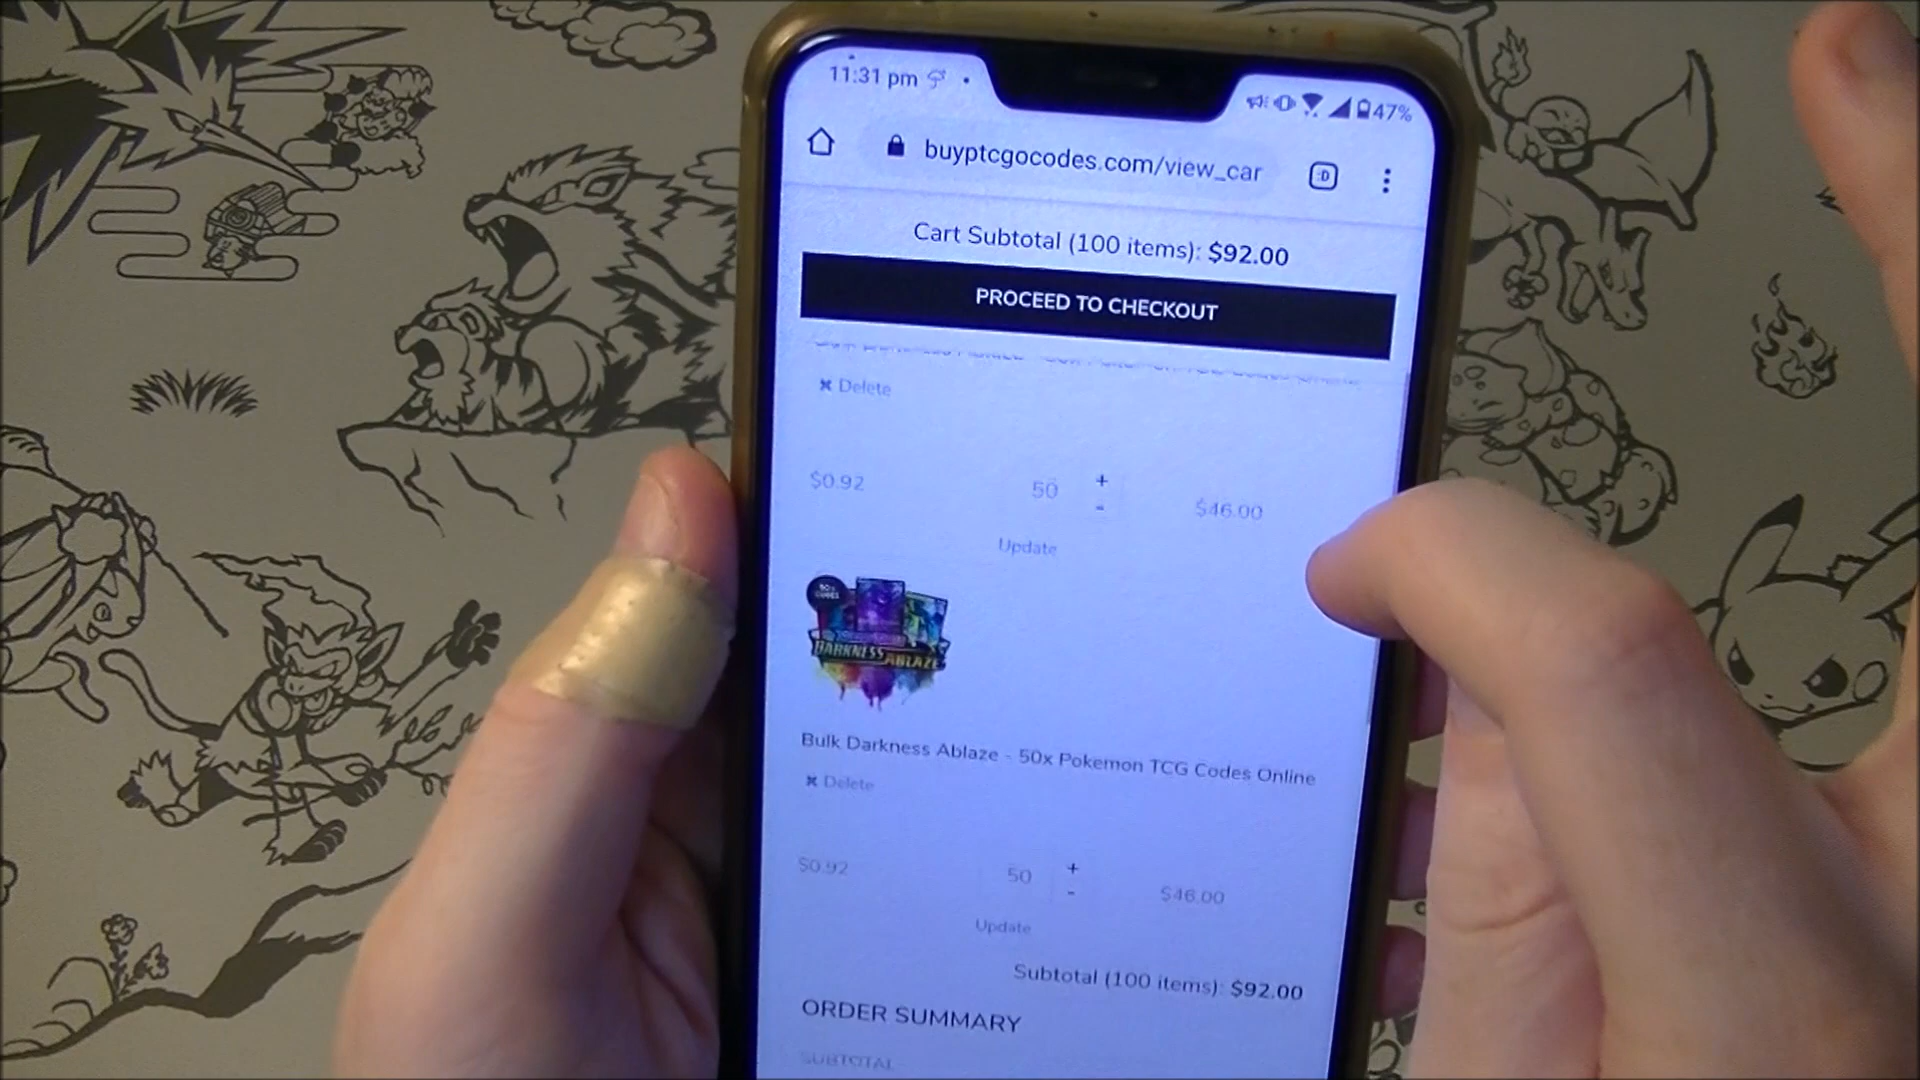 11:31 pm
47%
buyptcgocodes.com/view_car
:D
Cart Subtotal (100 items): $92.00
PROCEED TO CHECKOUT
✖ Delete
$0.92 50 + - $46.00
Update
DARKNESS ABLAZE
Bulk Darkness Ablaze - 50x Pokemon TCG Codes Online
✖ Delete
$0.92 50 + - $46.00
Update
Subtotal (100 items): $92.00
ORDER SUMMARY
SUBTOTAL